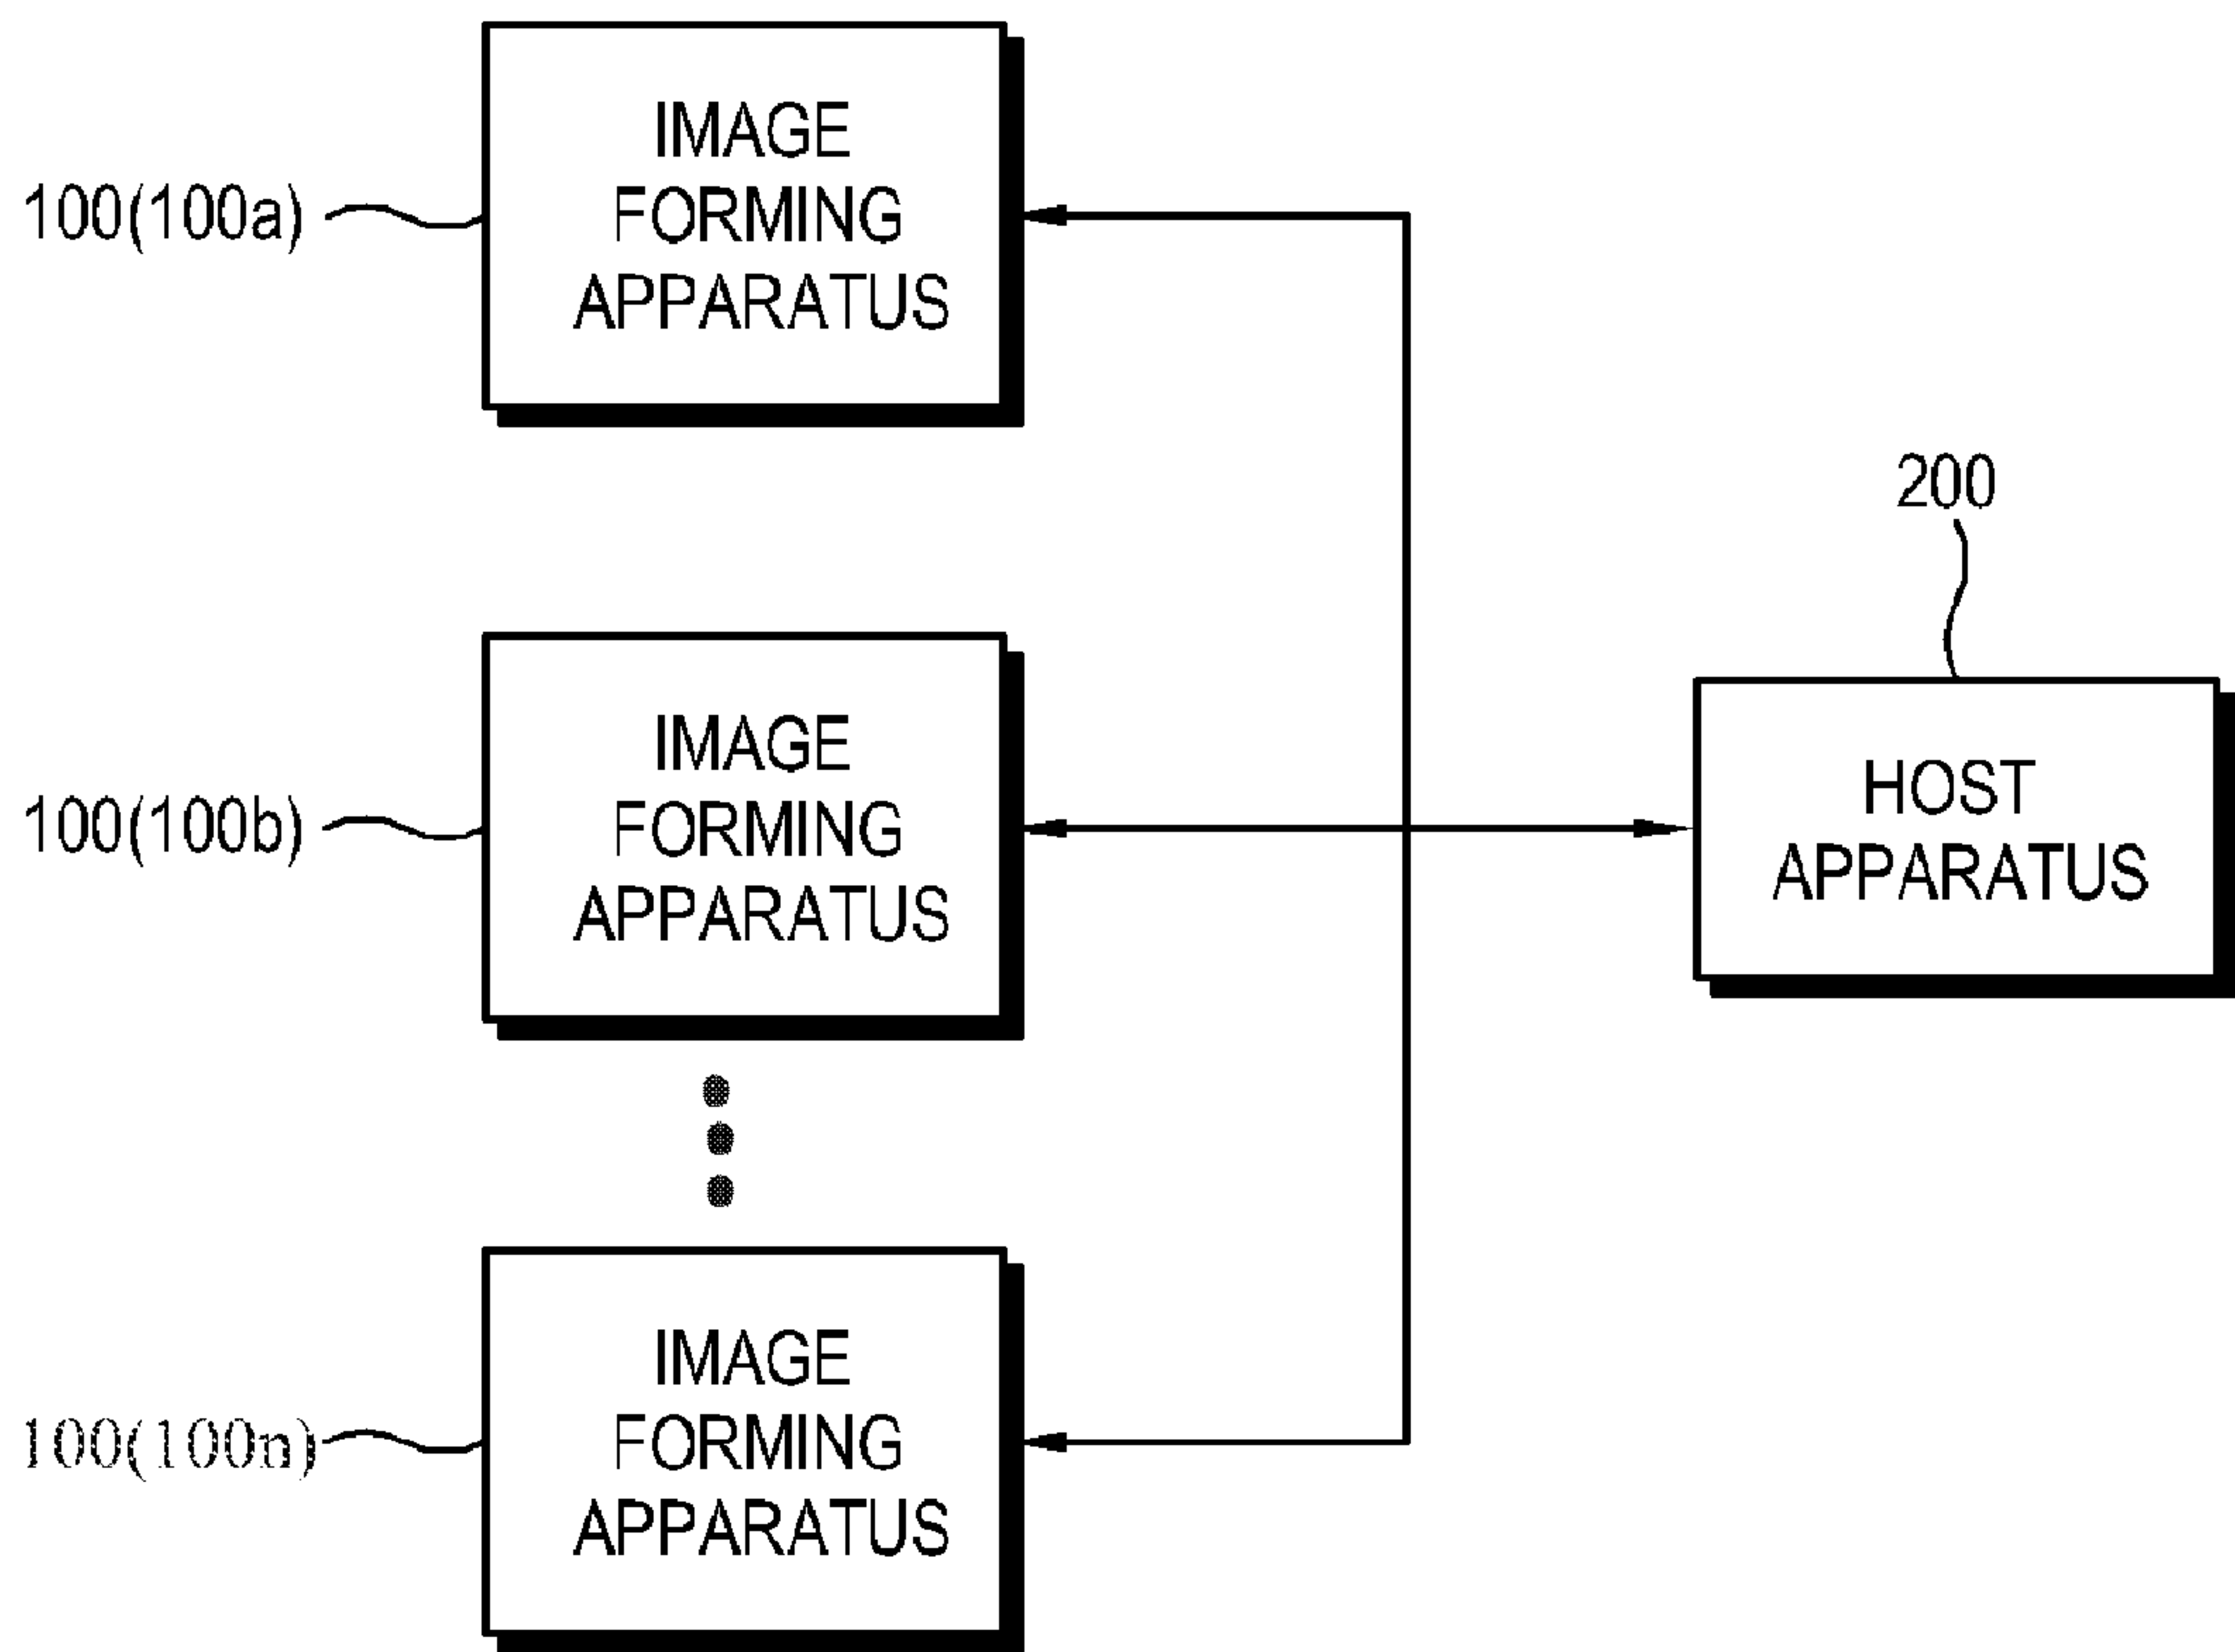 100(100a)
IMAGE
FORMING
APPARATUS
200
100(100b)
IMAGE
FORMING
APPARATUS
HOST
APPARATUS
100(100n)
IMAGE
FORMING
APPARATUS